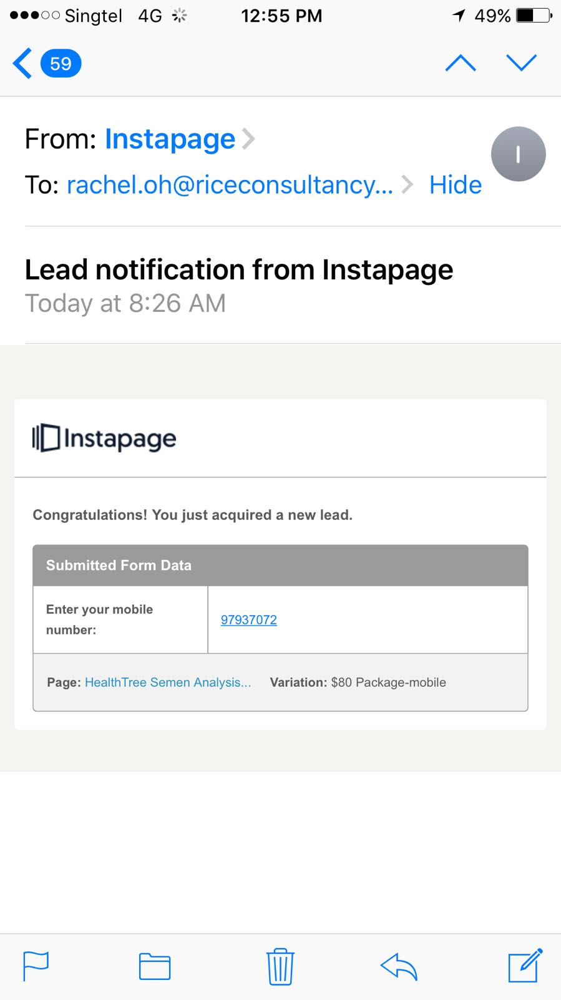 Singtel 4G 12:55 PM 49%
59
From: Instapage
I
To: rachel.oh@riceconsultancy... Hide
Lead notification from Instapage
Today at 8:26 AM
Instapage
Congratulations! You just acquired a new lead.
Submitted Form Data
Enter your mobile
number:
97937072
Page: HealthTree Semen Analysis... Variation: $80 Package-mobile